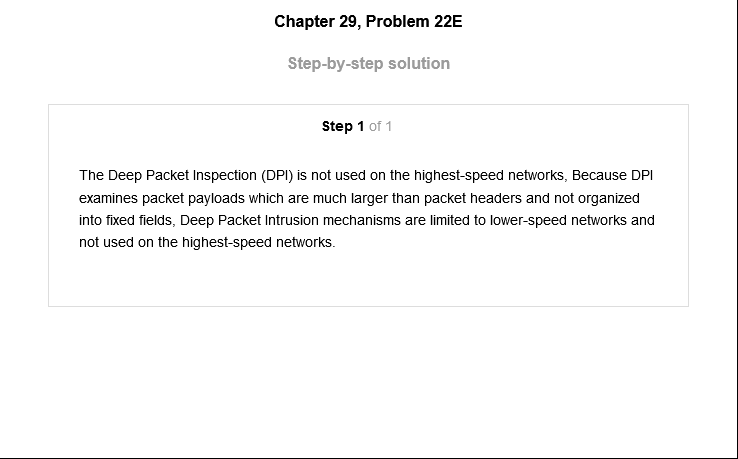 Chapter 29, Problem 22E
Step-by-step solution
Step 1 of 1
The Deep Packet Inspection (DPI) is not used on the highest-speed networks, Because DPI
examines packet payloads which are much larger than packet headers and not organized
into fixed fields, Deep Packet Intrusion mechanisms are limited to lower-speed networks and
not used on the highest-speed networks.